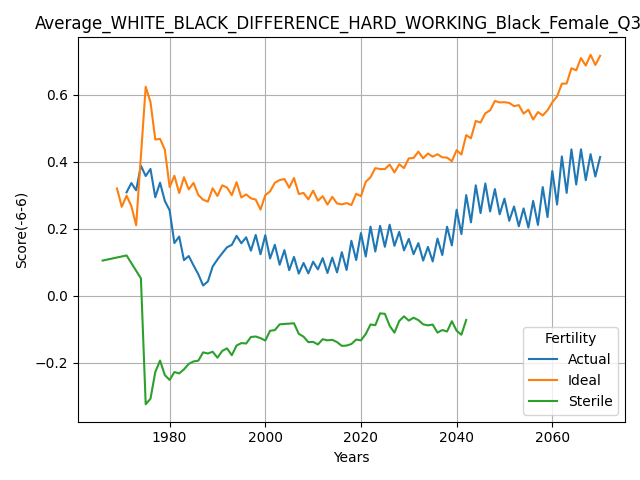 Average_WHITE_BLACK_DIFFERENCE_HARD_WORKING_Black_Female_Q3
Score(-6-6)
0.6
0.4
0.2
0.0
−0.2
1980
2000
2020
2040
2060
Years
Fertility
Actual
Ideal
Sterile